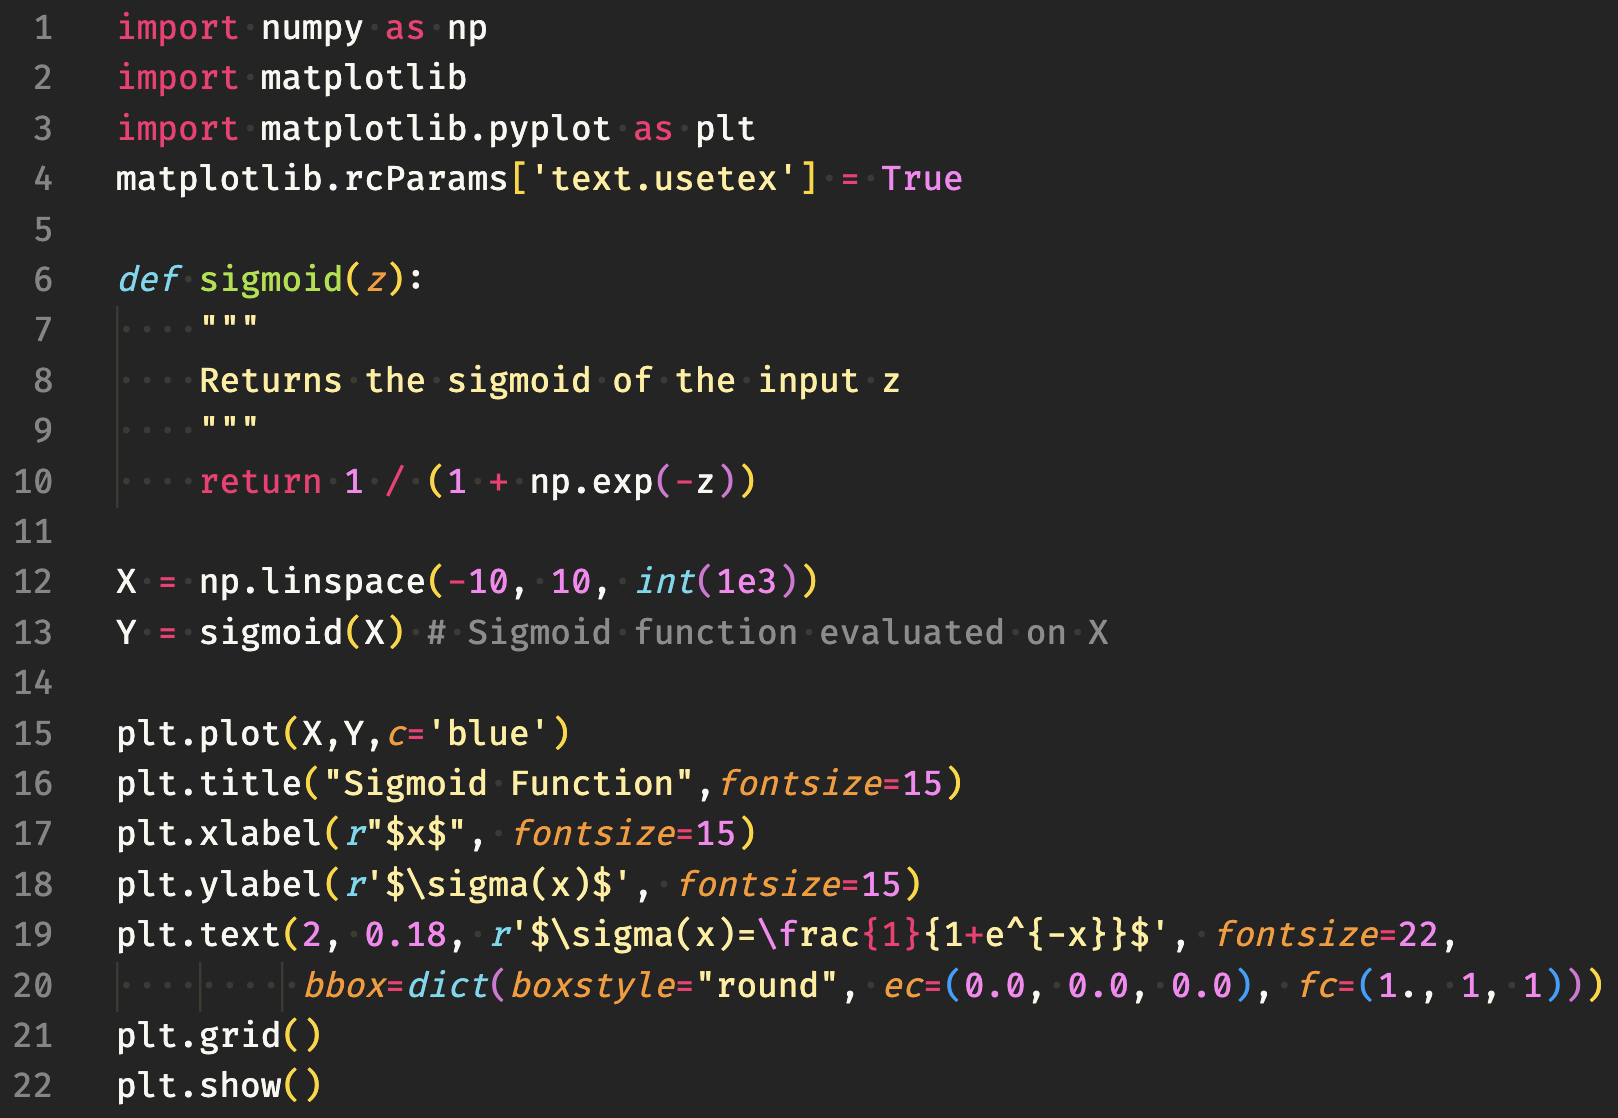 1 import numpy as np
2 import matplotlib
3 import matplotlib.pyplot as plt
4 matplotlib.rcParams['text.usetex'] = True
5
6 def sigmoid(z):
7     """
8     Returns the sigmoid of the input z
9     """
10     return 1 / (1 + np.exp(-z))
11
12 X = np.linspace(-10, 10, int(1e3))
13 Y = sigmoid(X) # Sigmoid function evaluated on X
14
15 plt.plot(X,Y,c='blue')
16 plt.title("Sigmoid Function",fontsize=15)
17 plt.xlabel(r"$x$", fontsize=15)
18 plt.ylabel(r'$\sigma(x)$', fontsize=15)
19 plt.text(2, 0.18, r'$\sigma(x)=\frac{1}{1+e^{-x}}$', fontsize=22,
20          bbox=dict(boxstyle="round", ec=(0.0, 0.0, 0.0), fc=(1., 1, 1)))
21 plt.grid()
22 plt.show()